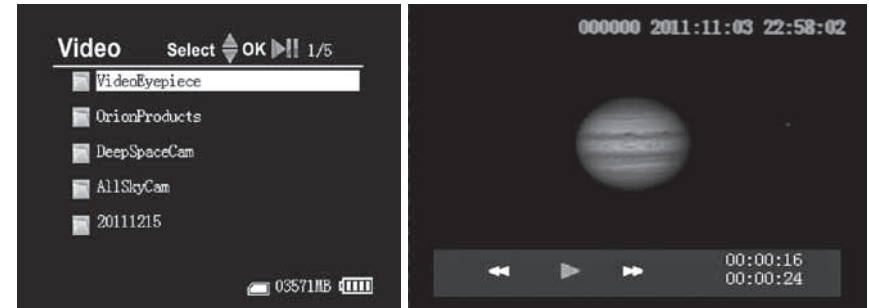 Video Select OK 1/5
VideoEyepiece
OrionProducts
DeepSpaceCam
AllSkyCam
20111215
03571MB
000000 2011:11:03 22:58:02
00:00:16
00:00:24